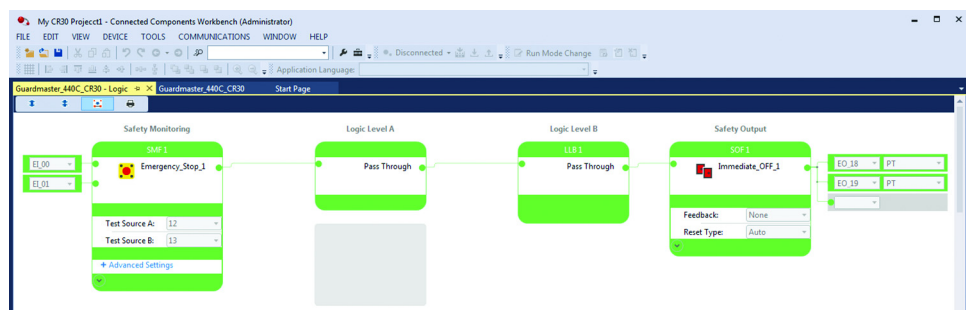 My CR30 Projecct1 - Connected Components Workbench (Administrator)
FILE EDIT VIEW DEVICE TOOLS COMMUNICATIONS WINDOW HELP
Disconnected Run Mode Change
Application Language:
Guardmaster_440C_CR30 - Logic Guardmaster_440C_CR30 Start Page
Safety Monitoring Logic Level A Logic Level B Safety Output
SMF 1 LLB 1 SOF 1
EI_00 Emergency_Stop_1 Pass Through Pass Through Immediate_OFF_1 EO_18 PT
EI_01 EO_19 PT
Test Source A: 12 Feedback: None
Test Source B: 13 Reset Type: Auto
+ Advanced Settings